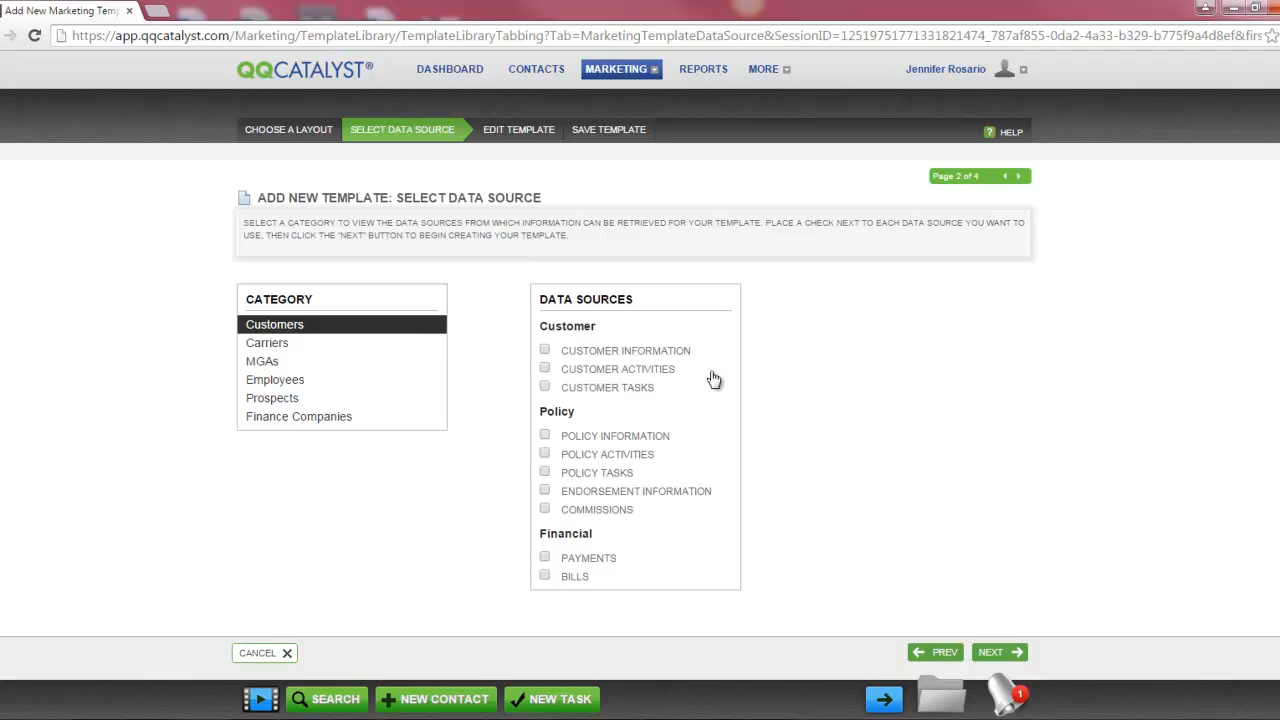 Add New Marketing Temp
https://app.qqcatalyst.com/Marketing/TemplateLibrary/TemplateLibraryTabbing?Tab=MarketingTemplateDataSource&SessionID=12519751771331821474_787af855-0da2-4a33-b329-b775f9a4d8ef&firs
QQCATALYST® DASHBOARD CONTACTS MARKETING REPORTS MORE Jennifer Rosario
CHOOSE A LAYOUT SELECT DATA SOURCE EDIT TEMPLATE SAVE TEMPLATE ? HELP
Page 2 of 4
ADD NEW TEMPLATE: SELECT DATA SOURCE
SELECT A CATEGORY TO VIEW THE DATA SOURCES FROM WHICH INFORMATION CAN BE RETRIEVED FOR YOUR TEMPLATE. PLACE A CHECK NEXT TO EACH DATA SOURCE YOU WANT TO
USE, THEN CLICK THE "NEXT" BUTTON TO BEGIN CREATING YOUR TEMPLATE.
CATEGORY
Customers
Carriers
MGAs
Employees
Prospects
Finance Companies
DATA SOURCES
Customer
CUSTOMER INFORMATION
CUSTOMER ACTIVITIES
CUSTOMER TASKS
Policy
POLICY INFORMATION
POLICY ACTIVITIES
POLICY TASKS
ENDORSEMENT INFORMATION
COMMISSIONS
Financial
PAYMENTS
BILLS
CANCEL PREV NEXT
SEARCH NEW CONTACT NEW TASK 1